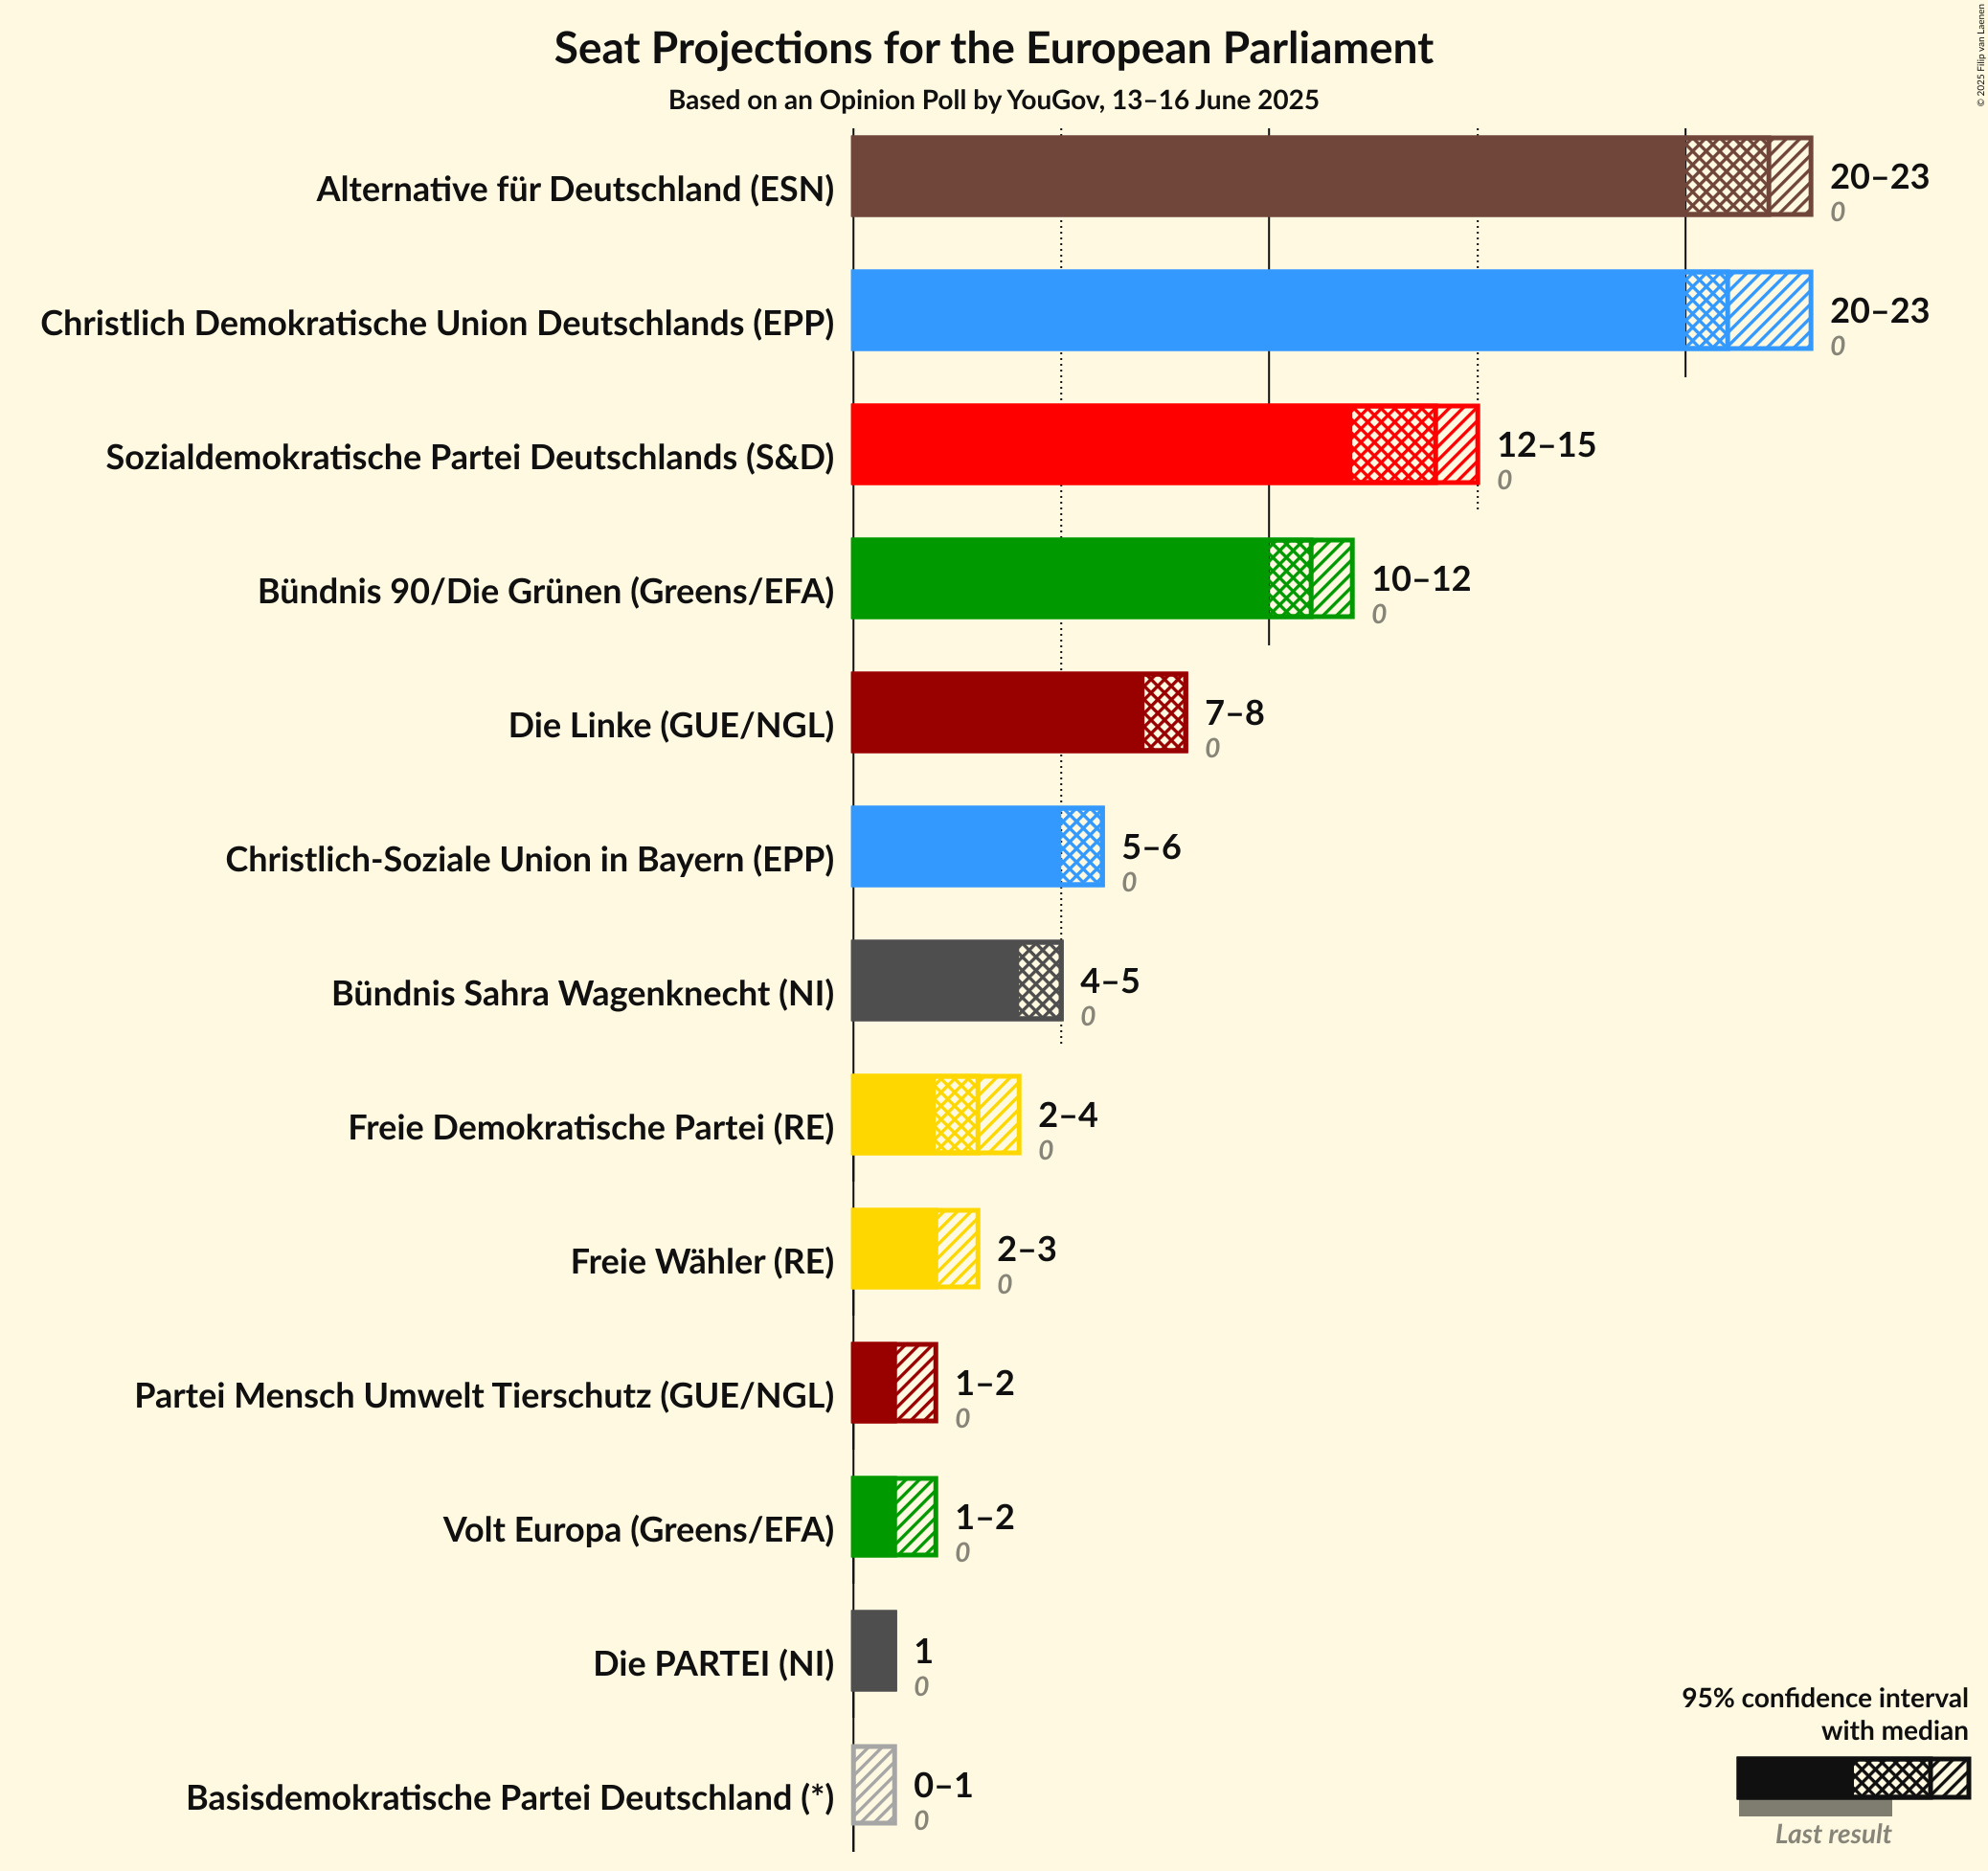 Seat Projections for the European Parliament
Based on an Opinion Poll by YouGov, 13–16 June 2025
© 2025 Filip van Laenen
Alternative für Deutschland (ESN)
20–23
0
Christlich Demokratische Union Deutschlands (EPP)
20–23
0
Sozialdemokratische Partei Deutschlands (S&D)
12–15
0
Bündnis 90/Die Grünen (Greens/EFA)
10–12
0
Die Linke (GUE/NGL)
7–8
0
Christlich-Soziale Union in Bayern (EPP)
5–6
0
Bündnis Sahra Wagenknecht (NI)
4–5
0
Freie Demokratische Partei (RE)
2–4
0
Freie Wähler (RE)
2–3
0
Partei Mensch Umwelt Tierschutz (GUE/NGL)
1–2
0
Volt Europa (Greens/EFA)
1–2
0
Die PARTEI (NI)
1
0
Basisdemokratische Partei Deutschland (*)
0–1
0
95% confidence interval
with median
Last result